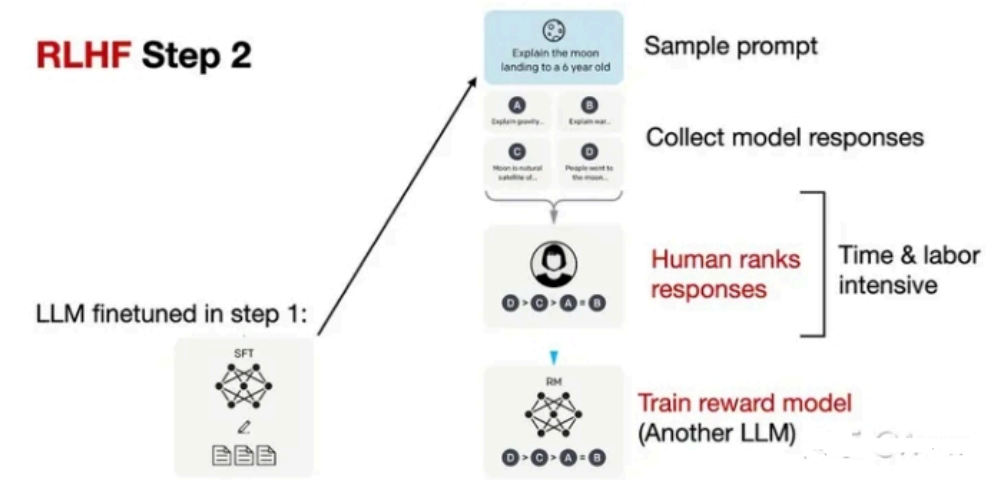 RLHF Step 2
Explain the moon
landing to a 6 year old
Sample prompt
A
Explain gravity...
B
Explain war...
C
Moon is natural
satellite of...
D
People went to
the moon...
Collect model responses
D > C > A = B
Human ranks
responses
Time & labor
intensive
LLM finetuned in step 1:
SFT
RM
D > C > A = B
Train reward model
(Another LLM)